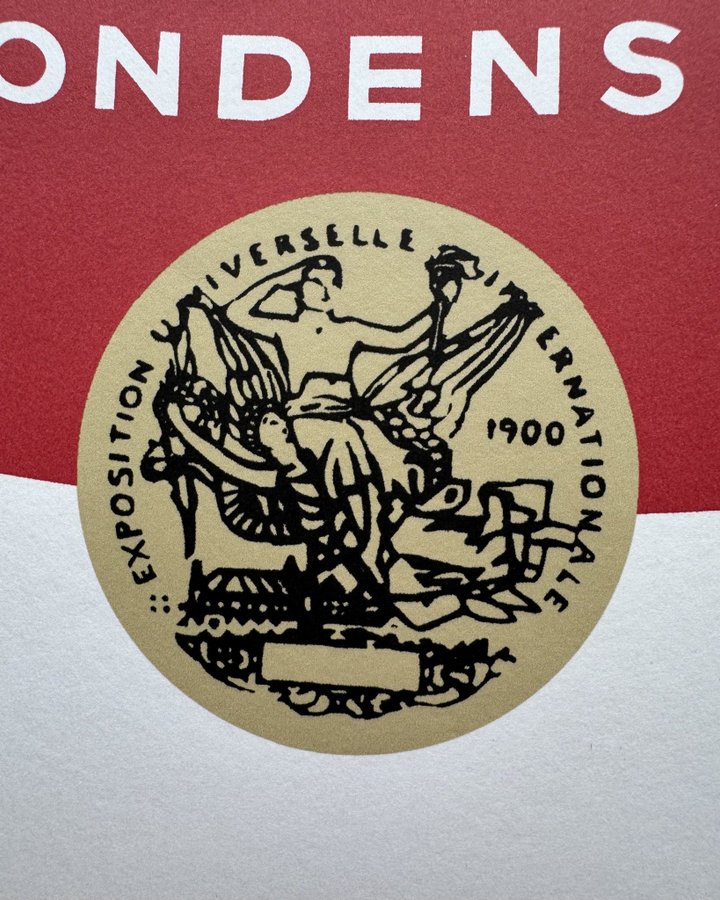 ONDENS
:: EXPOSITION UNIVERSELLE INTERNATIONALE
1900